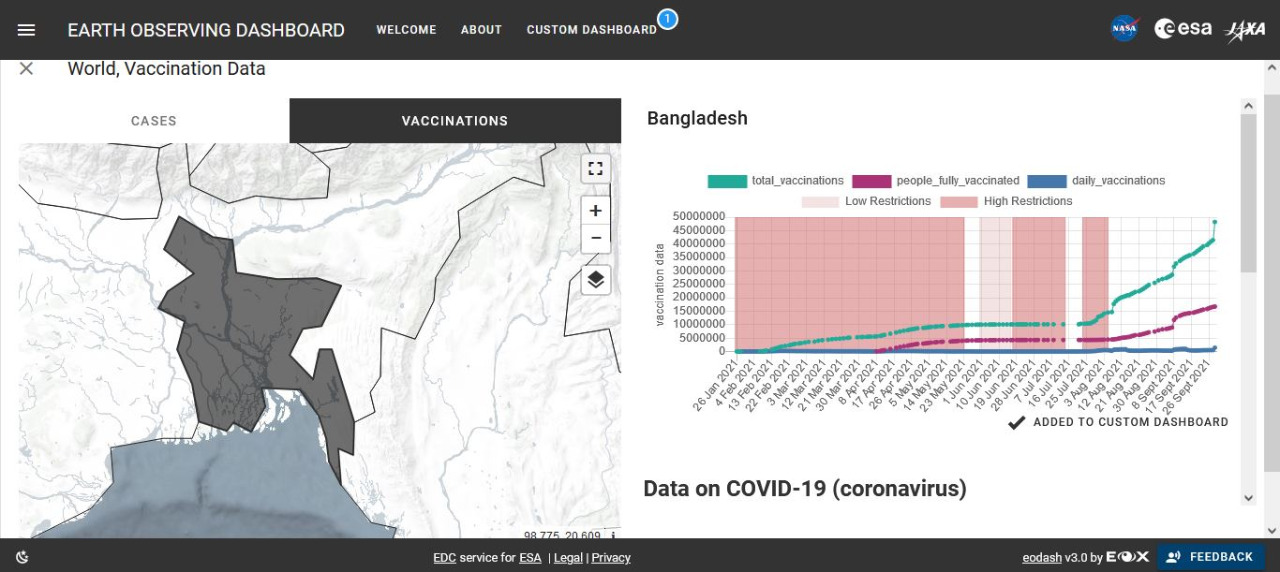 EARTH OBSERVING DASHBOARD WELCOME ABOUT CUSTOM DASHBOARD 1 NASA esa JAXA
World, Vaccination Data
CASES VACCINATIONS
Bangladesh
total_vaccinations people_fully_vaccinated daily_vaccinations
Low Restrictions High Restrictions
vaccination data
50000000
45000000
40000000
35000000
30000000
25000000
20000000
15000000
10000000
5000000
0
26 Jan 2021
4 Feb 2021
13 Feb 2021
22 Feb 2021
3 Mar 2021
12 Mar 2021
21 Mar 2021
30 Mar 2021
8 Apr 2021
17 Apr 2021
26 Apr 2021
5 May 2021
14 May 2021
23 May 2021
1 Jun 2021
10 Jun 2021
19 Jun 2021
28 Jun 2021
7 Jul 2021
16 Jul 2021
25 Jul 2021
3 Aug 2021
12 Aug 2021
21 Aug 2021
30 Aug 2021
8 Sept 2021
17 Sept 2021
26 Sept 2021
ADDED TO CUSTOM DASHBOARD
Data on COVID-19 (coronavirus)
98.775, 20.609
EDC service for ESA | Legal | Privacy
eodash v3.0 by EOX FEEDBACK